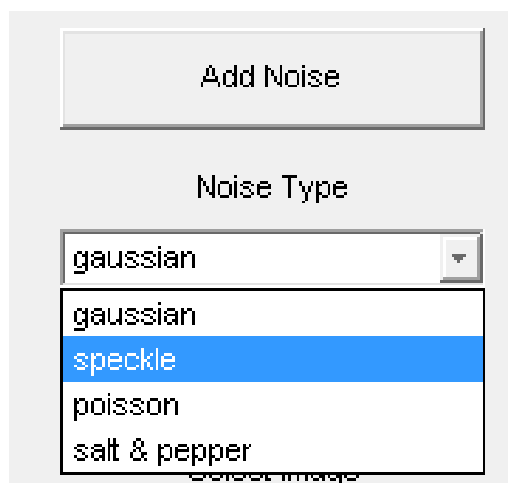 Add Noise
Noise Type
gaussian
gaussian
speckle
poisson
salt & pepper